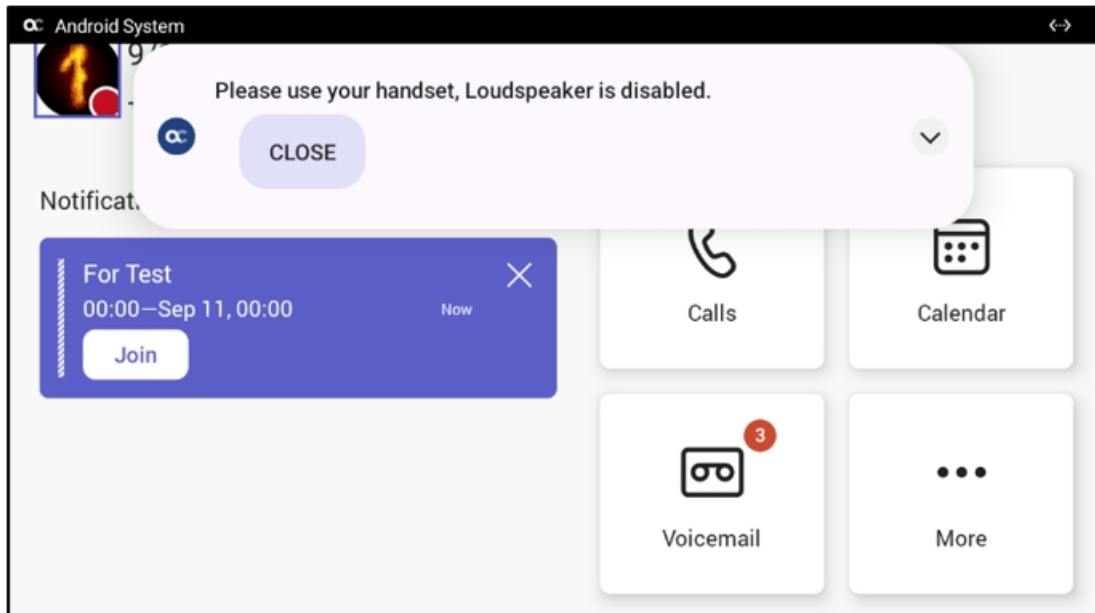 Android System
Please use your handset, Loudspeaker is disabled.
CLOSE
For Test
00:00—Sep 11, 00:00
Now
Join
Calls
Calendar
3
Voicemail
More